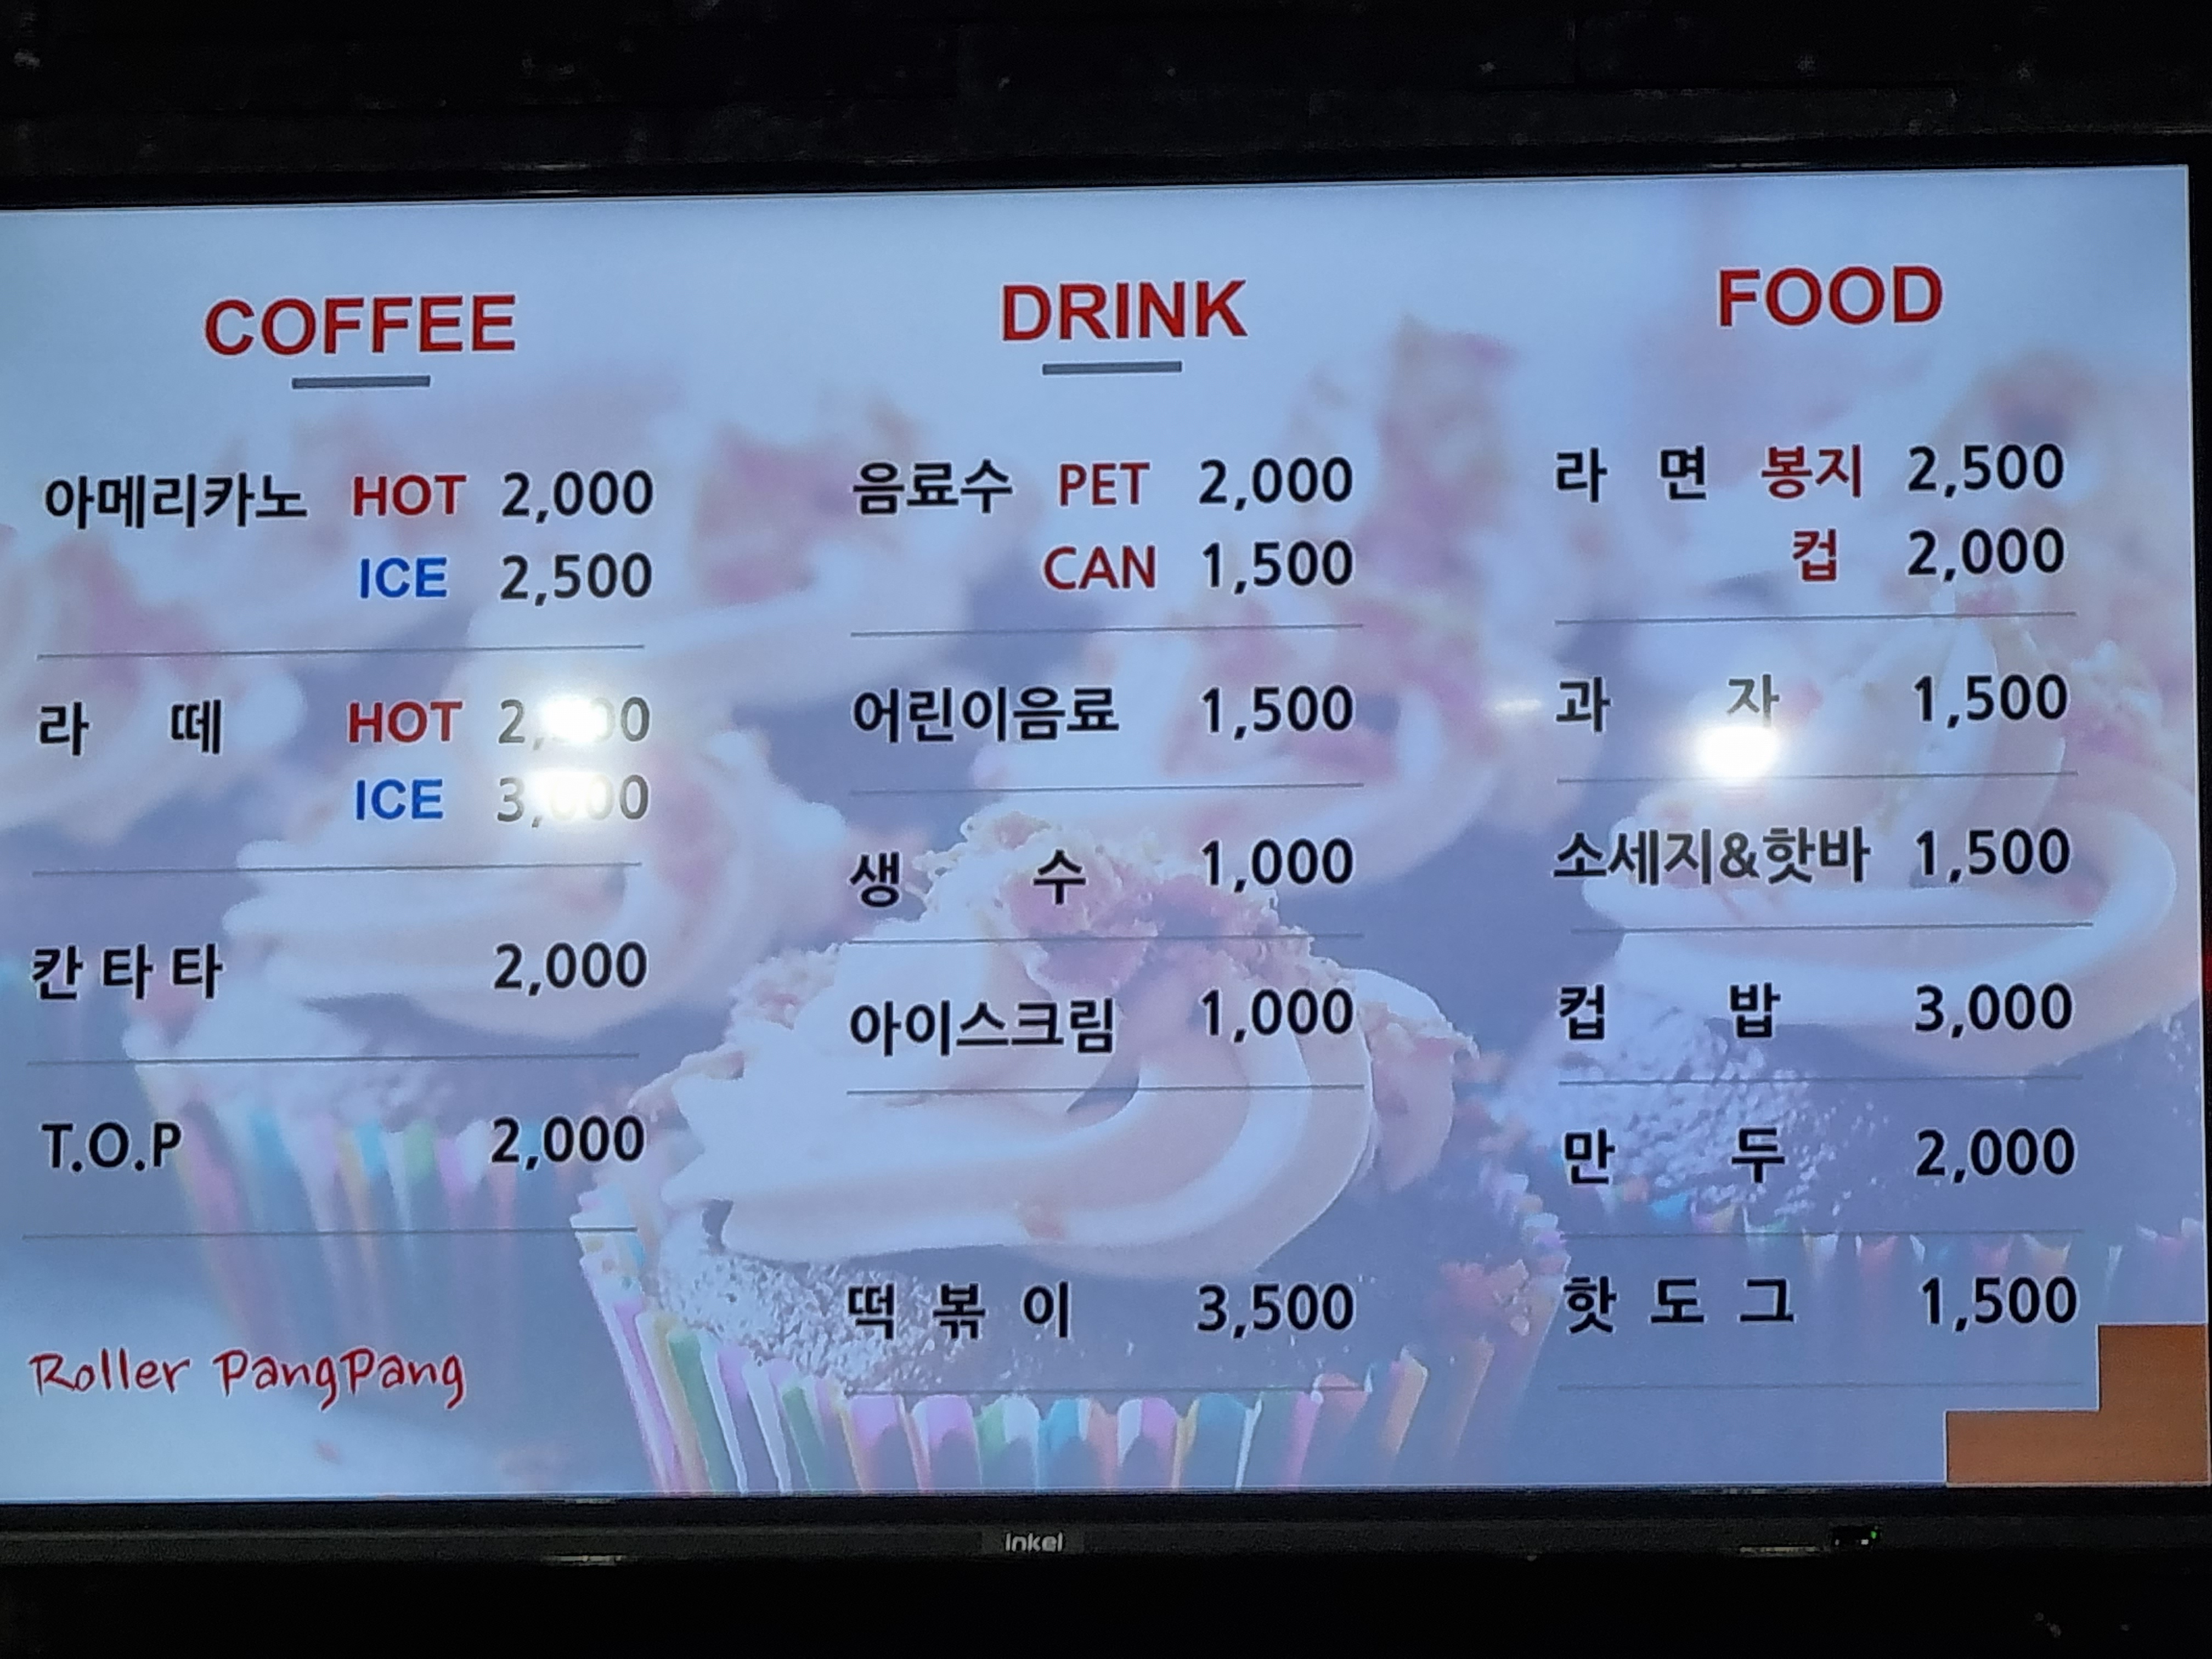 COFFEE
아메리카노 HOT 2,000
ICE 2,500
라 떼 HOT
ICE 3,000
칸타타 2,000
T.O.P 2,000
Roller PangPang
DRINK
음료수 PET 2,000
CAN 1,500
어린이음료 1,500
생 수 1,000
아이스크림 1,000
떡 볶 이 3,500
FOOD
라 면 봉지 2,500
컵 2,000
과 자 1,500
소세지&핫바 1,500
컵 밥 3,000
만 두 2,000
핫 도 그 1,500
inkel